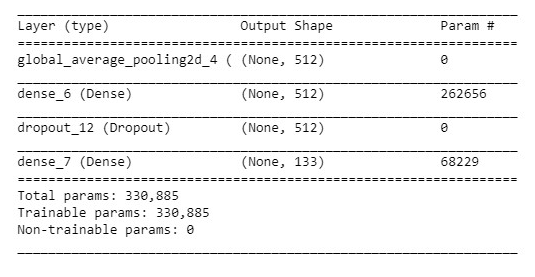 Layer (type) Output Shape Param #
global_average_pooling2d_4 ( (None, 512) 0
dense_6 (Dense) (None, 512) 262656
dropout_12 (Dropout) (None, 512) 0
dense_7 (Dense) (None, 133) 68229
Total params: 330,885
Trainable params: 330,885
Non-trainable params: 0